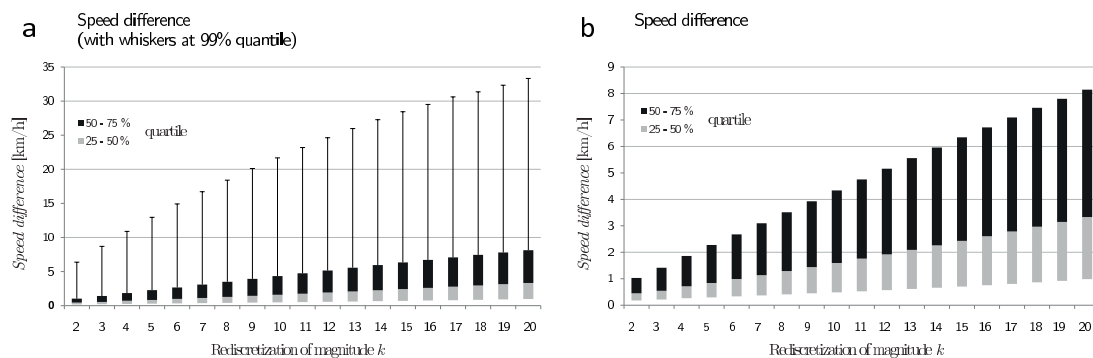 a
Speed difference
(with whiskers at 99% quantile)
35
30
25
20
15
10
5
0
50 - 75 %
25 - 50 %
quartile
Speed difference [km/h]
2 3 4 5 6 7 8 9 10 11 12 13 14 15 16 17 18 19 20
Rediscretization of magnitude k
b
Speed difference
9
8
7
6
5
4
3
2
1
0
50 - 75 %
25 - 50 %
quartile
Speed difference [km/h]
2 3 4 5 6 7 8 9 10 11 12 13 14 15 16 17 18 19 20
Rediscretization of magnitude k